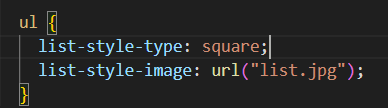 ul {
list-style-type: square;
list-style-image: url("list.jpg");
}